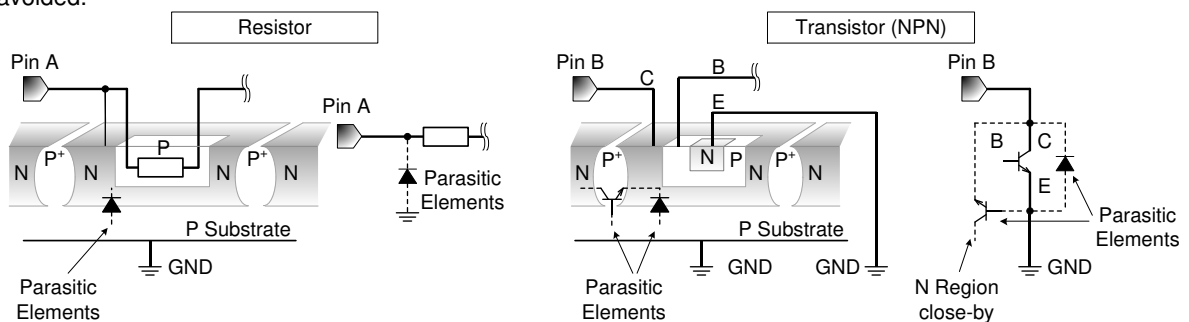 avoided.
Resistor
Transistor (NPN)
Pin A
Pin B
B
Pin B
C
E
Pin A
P
N
P+
N
N
P+
N
Parasitic
Elements
N
P+
N
N
P
N
P+
N
B
C
E
P Substrate
P Substrate
Parasitic
Elements
GND
GND
GND
GND
Parasitic
Elements
Parasitic
Elements
N Region
close-by